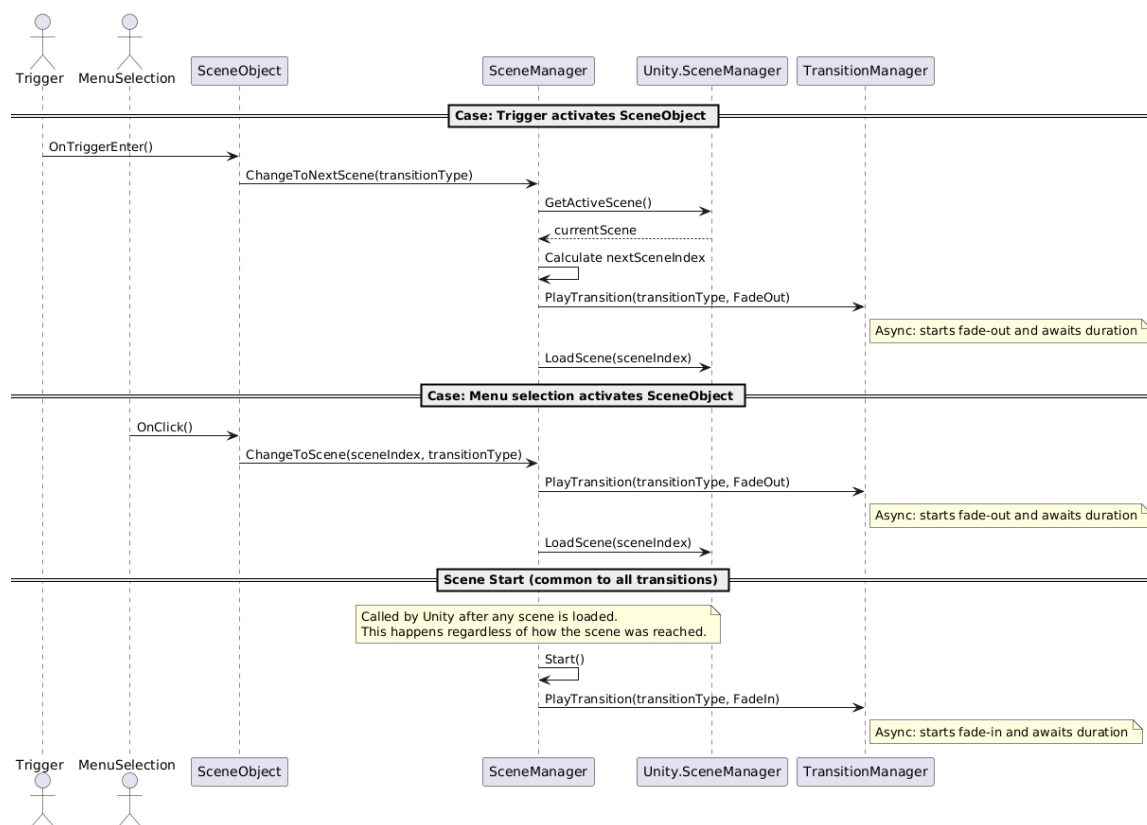 Trigger
MenuSelection
SceneObject
SceneManager
Unity.SceneManager
TransitionManager
Case: Trigger activates SceneObject
OnTriggerEnter()
ChangeToNextScene(transitionType)
GetActiveScene()
currentScene
Calculate nextSceneIndex
PlayTransition(transitionType, FadeOut)
Async: starts fade-out and awaits duration
LoadScene(sceneIndex)
Case: Menu selection activates SceneObject
OnClick()
ChangeToScene(sceneIndex, transitionType)
PlayTransition(transitionType, FadeOut)
Async: starts fade-out and awaits duration
LoadScene(sceneIndex)
Scene Start (common to all transitions)
Called by Unity after any scene is loaded.
This happens regardless of how the scene was reached.
Start()
PlayTransition(transitionType, FadeIn)
Async: starts fade-in and awaits duration
Trigger
MenuSelection
SceneObject
SceneManager
Unity.SceneManager
TransitionManager